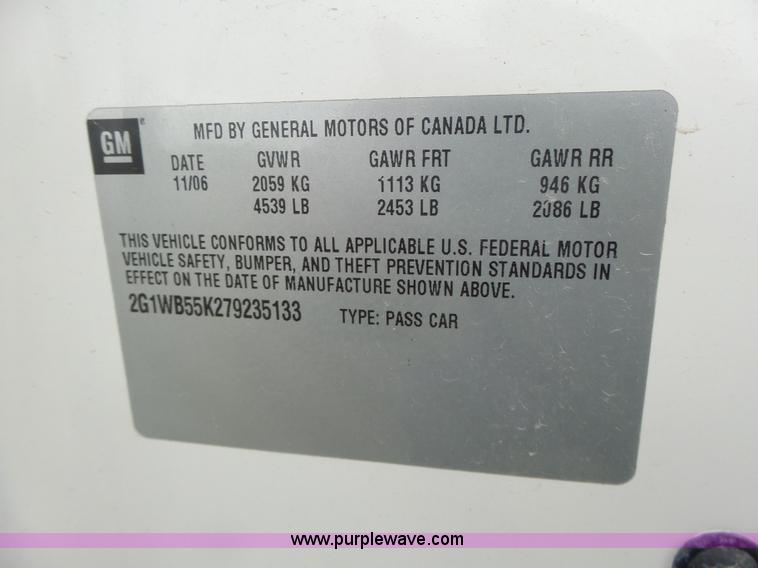 GM
MFD BY GENERAL MOTORS OF CANADA LTD.
DATE GVWR GAWR FRT GAWR RR
11/06 2059 KG 1113 KG 946 KG
4539 LB 2453 LB 2086 LB
THIS VEHICLE CONFORMS TO ALL APPLICABLE U.S. FEDERAL MOTOR
VEHICLE SAFETY, BUMPER, AND THEFT PREVENTION STANDARDS IN
EFFECT ON THE DATE OF MANUFACTURE SHOWN ABOVE.
2G1WB55K279235133 TYPE: PASS CAR
www.purplewave.com